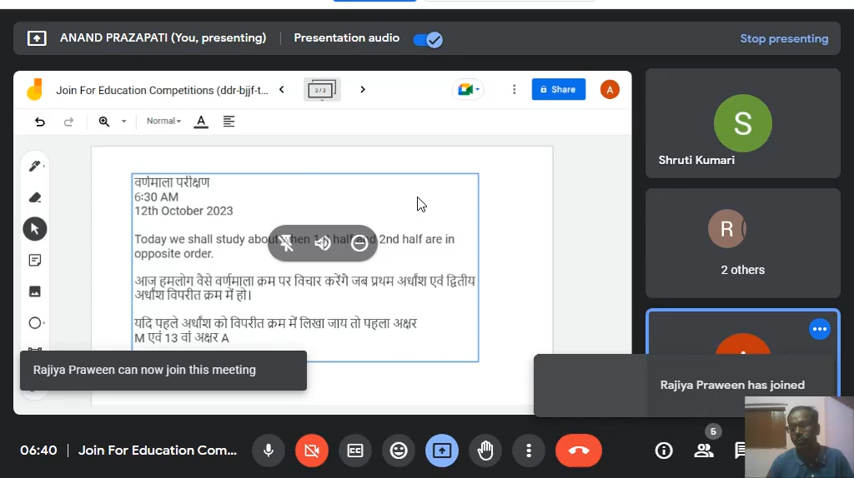 ANAND PRAZAPATI (You, presenting)
Presentation audio
Stop presenting
Join For Education Competitions (ddr-bjjf-t...
3/3
Share
A
Normal
A
वर्णमाला परीक्षण
6:30 AM
12th October 2023
Today we shall study about 2nd half are in
opposite order.
आज हमलोग वैसे वर्णमाला क्रम पर विचार करेंगे जब प्रथम अर्धांश एवं द्वितीय
अर्धांश विपरीत क्रम में हो।
यदि पहले अर्धांश को विपरीत क्रम में लिखा जाय तो पहला अक्षर
M एवं 13 वां अक्षर A
S
Shruti Kumari
R
2 others
Rajiya Praween can now join this meeting
Rajiya Praween has joined
06:40
Join For Education Com...
5